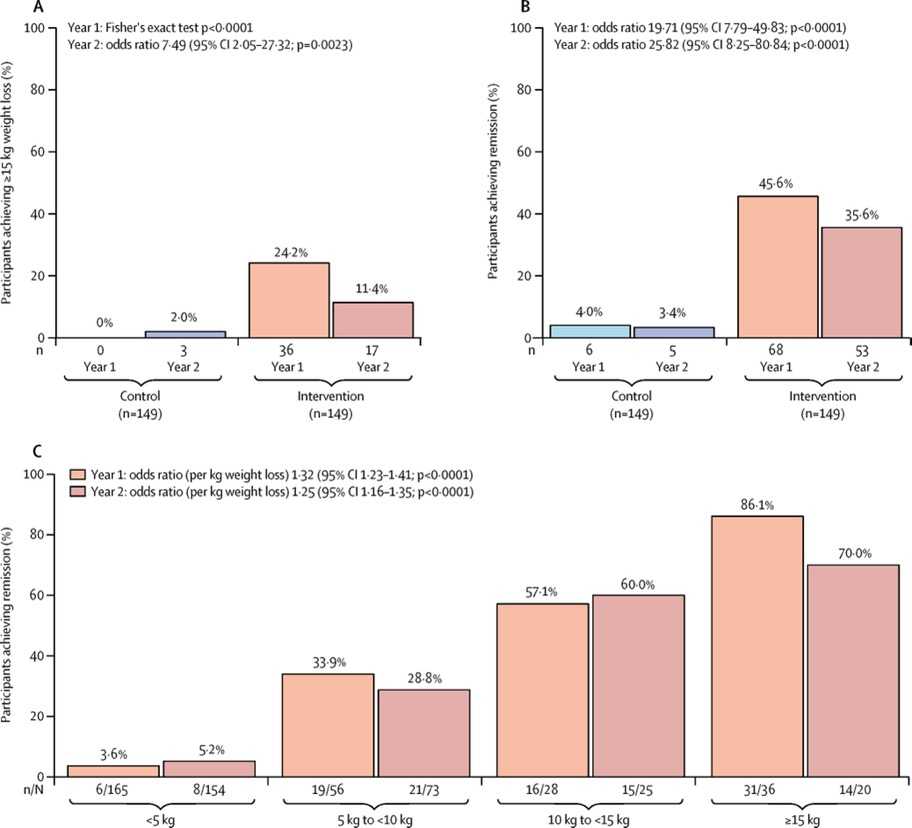 A
Year 1: Fisher's exact test p<0·0001
Year 2: odds ratio 7·49 (95% CI 2·05–27·32; p=0·0023)
Participants achieving ≥15 kg weight loss (%)
100
80
60
40
20
0
0%
2·0%
24·2%
11·4%
n
0
3
36
17
Year 1
Year 2
Year 1
Year 2
Control
(n=149)
Intervention
(n=149)
B
Year 1: odds ratio 19·71 (95% CI 7·79–49·83; p<0·0001)
Year 2: odds ratio 25·82 (95% CI 8·25–80·84; p<0·0001)
Participants achieving remission (%)
100
80
60
40
20
0
4·0%
3·4%
45·6%
35·6%
n
6
5
68
53
Year 1
Year 2
Year 1
Year 2
Control
(n=149)
Intervention
(n=149)
C
Year 1: odds ratio (per kg weight loss) 1·32 (95% CI 1·23–1·41; p<0·0001)
Year 2: odds ratio (per kg weight loss) 1·25 (95% CI 1·16–1·35; p<0·0001)
Participants achieving remission (%)
100
80
60
40
20
0
3·6%
5·2%
33·9%
28·8%
57·1%
60·0%
86·1%
70·0%
n/N
6/165
8/154
19/56
21/73
16/28
15/25
31/36
14/20
<5 kg
5 kg to <10 kg
10 kg to <15 kg
≥15 kg